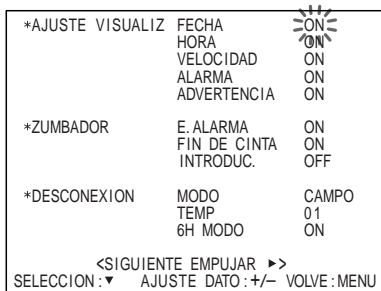 *AJUSTE VISUALIZ FECHA ON
HORA ON
VELOCIDAD ON
ALARMA ON
ADVERTENCIA ON
*ZUMBADOR E.ALARMA ON
FIN DE CINTA ON
INTRODUC. OFF
*DESCONEXION MODO CAMPO
TEMP 01
6H MODO ON
<SIGUIENTE EMPUJAR ►>
SELECCION:▼ AJUSTE DATO:+/− VOLVE:MENU